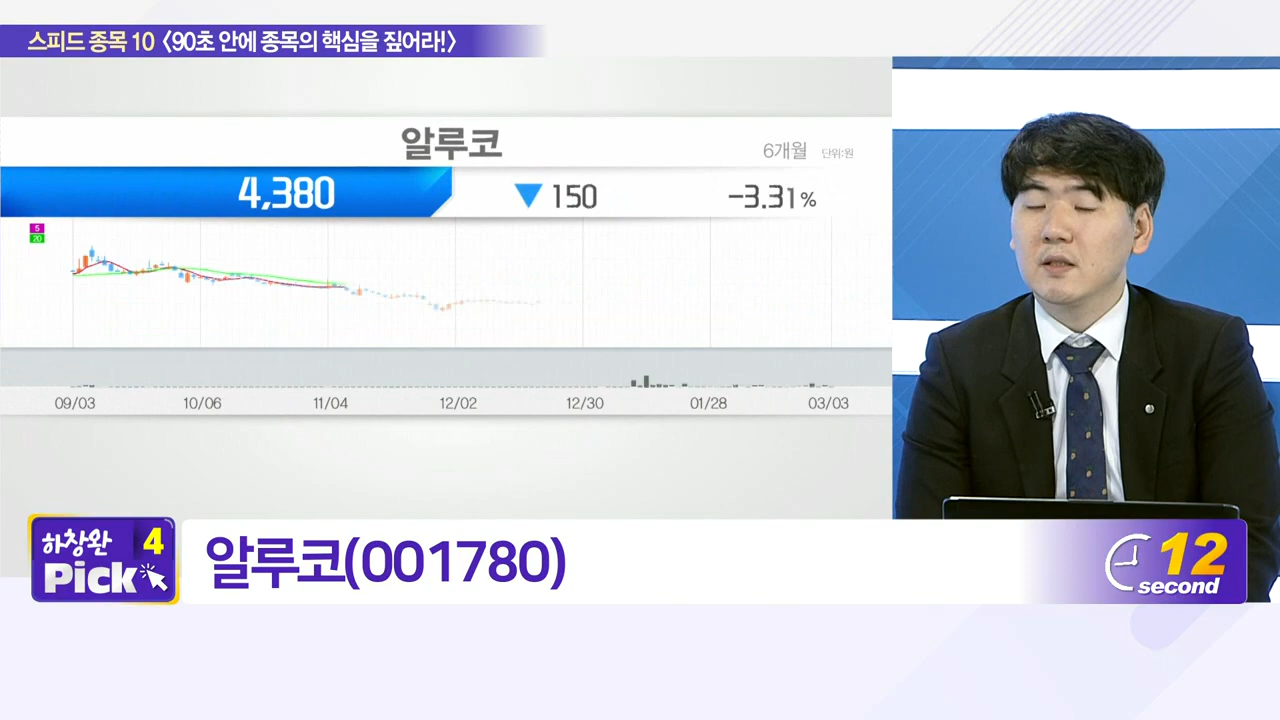 스피드 종목 10 〈90초 안에 종목의 핵심을 짚어라!〉
알루코
6개월 단위:원
4,380 ▼ 150 -3.31%
5
20
09/03 10/06 11/04 12/02 12/30 01/28 03/03
하창완 4
Pick
알루코(001780)
12
second